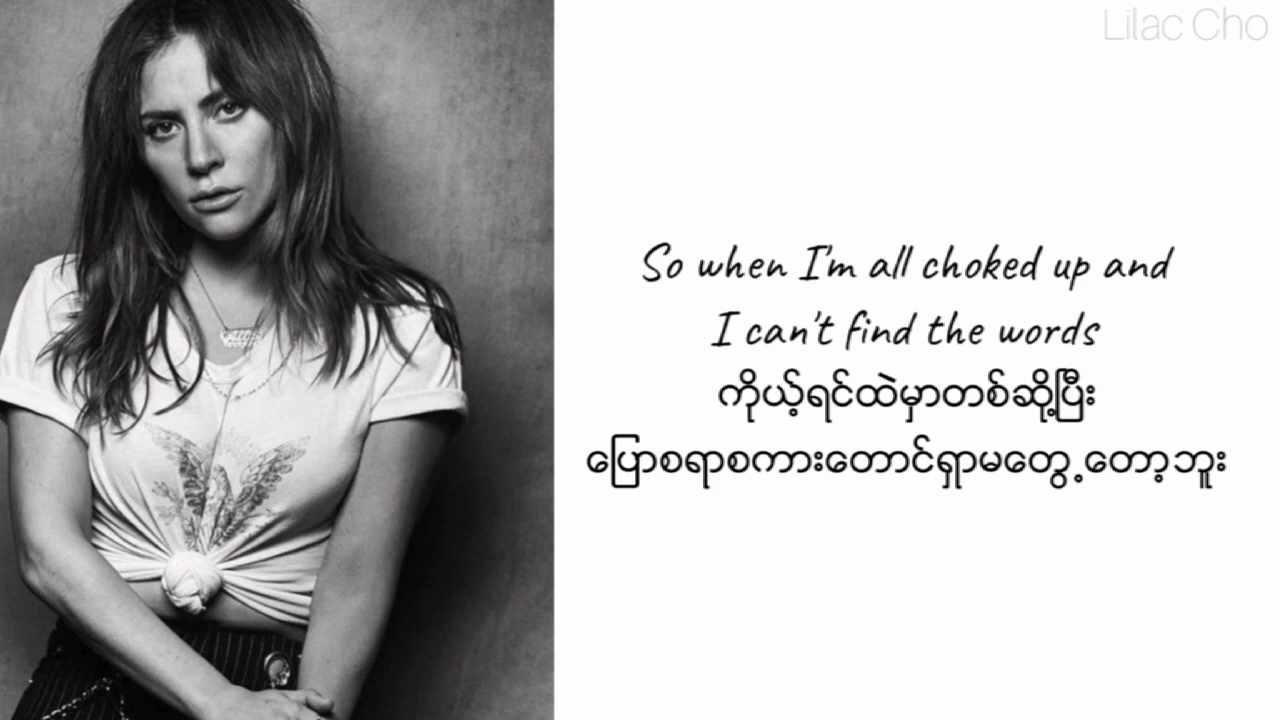 Lilac Cho
So when I'm all choked up and
I can't find the words
ကိုယ့်ရင်ထဲမှာတစ်ဆို့ပြီး
ပြောစရာစကားတောင်ရှာမတွေ့တော့ဘူး